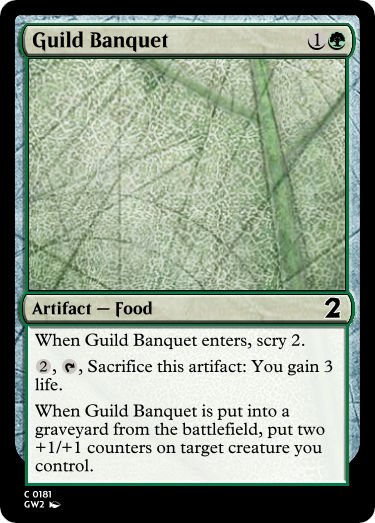 Guild Banquet 1
Artifact — Food 2
When Guild Banquet enters, scry 2.
2, , Sacrifice this artifact: You gain 3
life.
When Guild Banquet is put into a
graveyard from the battlefield, put two
+1/+1 counters on target creature you
control.
C 0181
GW2